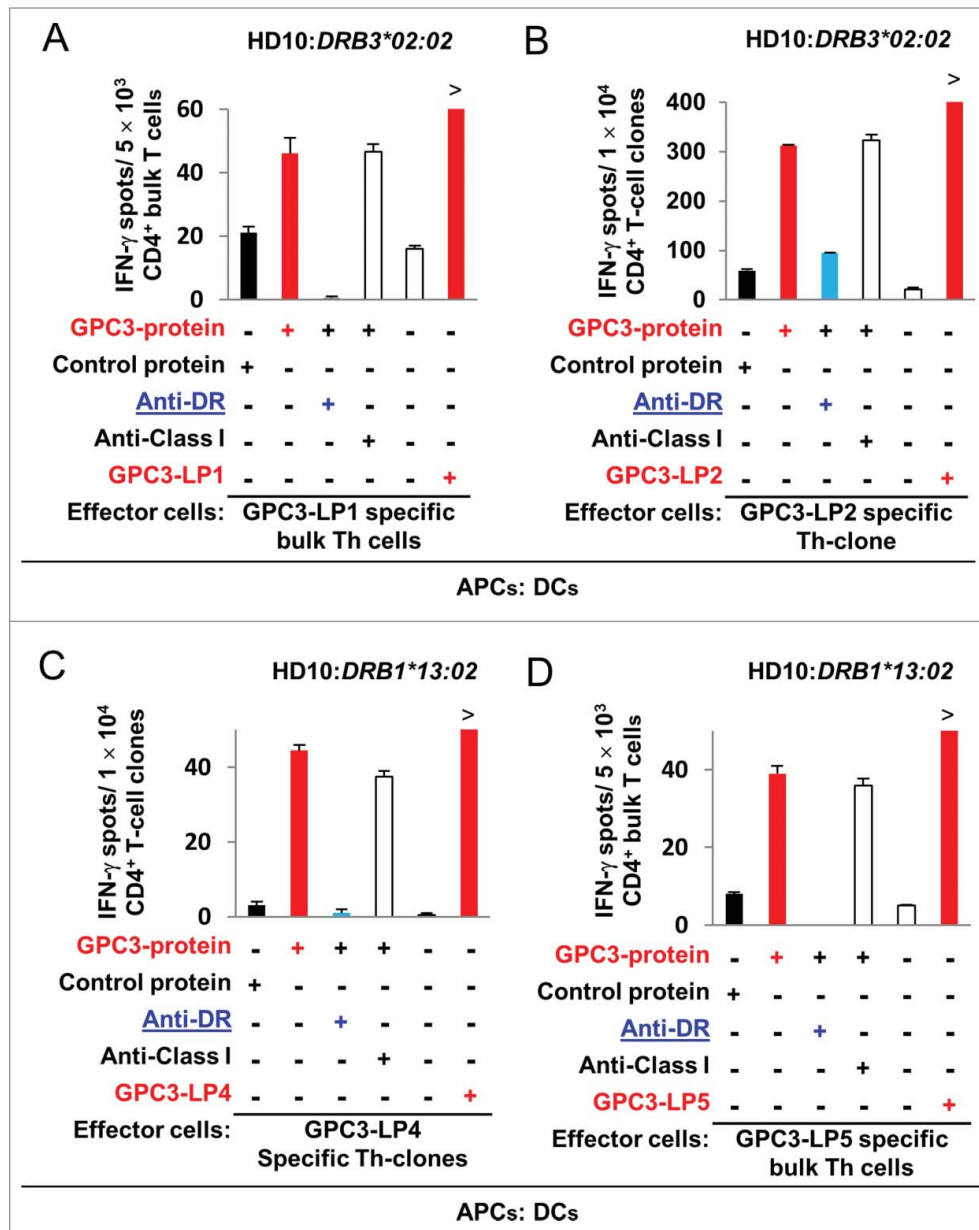 A
HD10:DRB3*02:02
IFN-γ spots/ 5 × 10³
CD4⁺ bulk T cells
>
60
40
20
0
GPC3-protein - + + + - -
Control protein + - - - - -
Anti-DR - - + - - -
Anti-Class I - - - + - -
GPC3-LP1 - - - - - +
Effector cells: GPC3-LP1 specific
bulk Th cells
B
HD10:DRB3*02:02
IFN-γ spots/ 1 × 10⁴
CD4⁺ T-cell clones
>
400
300
200
100
0
GPC3-protein - + + + - -
Control protein + - - - - -
Anti-DR - - + - - -
Anti-Class I - - - + - -
GPC3-LP2 - - - - - +
Effector cells: GPC3-LP2 specific
Th-clone
APCs: DCs
C
HD10:DRB1*13:02
IFN-γ spots/ 1 × 10⁴
CD4⁺ T-cell clones
>
40
20
0
GPC3-protein - + + + - -
Control protein + - - - - -
Anti-DR - - + - - -
Anti-Class I - - - + - -
GPC3-LP4 - - - - - +
Effector cells: GPC3-LP4
Specific Th-clones
D
HD10:DRB1*13:02
IFN-γ spots/ 5 × 10³
CD4⁺ bulk T cells
>
40
20
0
GPC3-protein - + + + - -
Control protein + - - - - -
Anti-DR - - + - - -
Anti-Class I - - - + - -
GPC3-LP5 - - - - - +
Effector cells: GPC3-LP5 specific
bulk Th cells
APCs: DCs